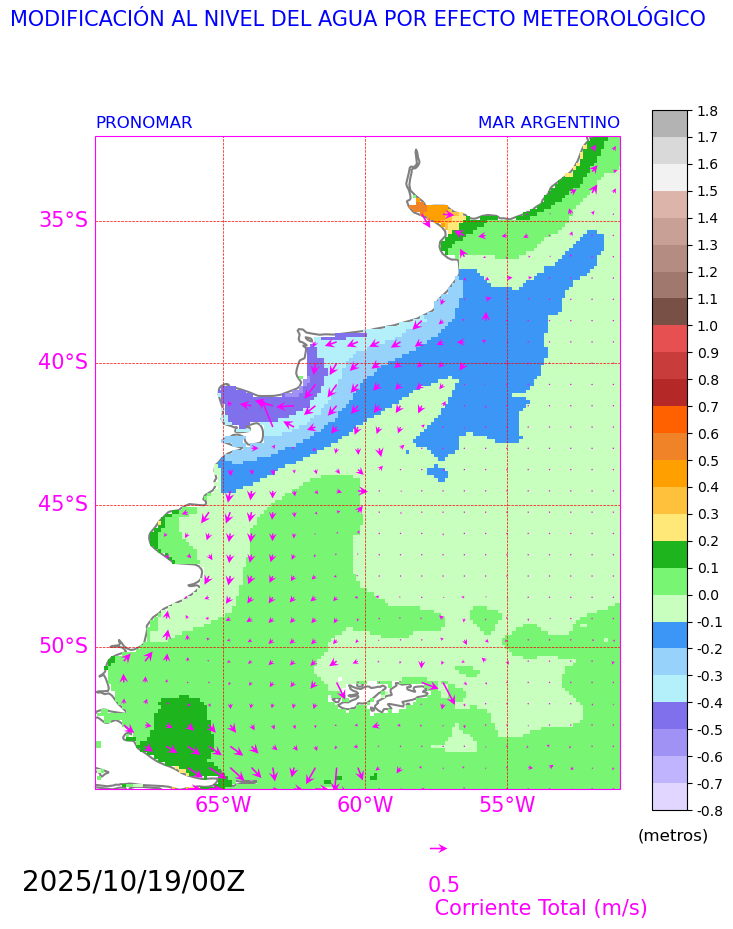 MODIFICACIÓN AL NIVEL DEL AGUA POR EFECTO METEOROLÓGICO
PRONOMAR MAR ARGENTINO
35°S
40°S
45°S
50°S
65°W 60°W 55°W
1.8
1.7
1.6
1.5
1.4
1.3
1.2
1.1
1.0
0.9
0.8
0.7
0.6
0.5
0.4
0.3
0.2
0.1
0.0
-0.1
-0.2
-0.3
-0.4
-0.5
-0.6
-0.7
-0.8
(metros)
2025/10/19/00Z
0.5
Corriente Total (m/s)